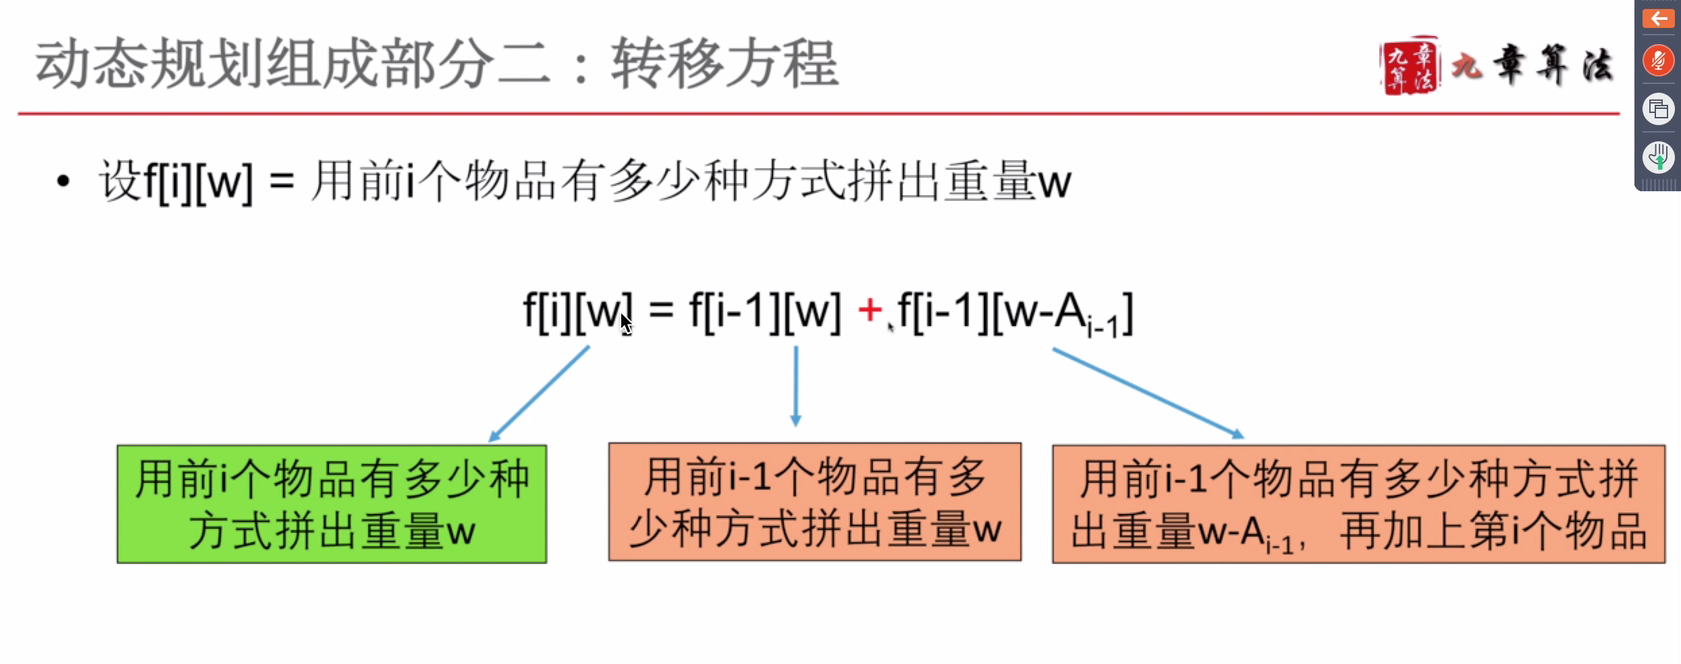 动态规划组成部分二：转移方程
九章算法
九章算法
• 设f[i][w] = 用前i个物品有多少种方式拼出重量w
f[i][w] = f[i-1][w] + f[i-1][w-Ai-1]
用前i个物品有多少种
方式拼出重量w
用前i-1个物品有多
少种方式拼出重量w
用前i-1个物品有多少种方式拼
出重量w-Ai-1， 再加上第i个物品